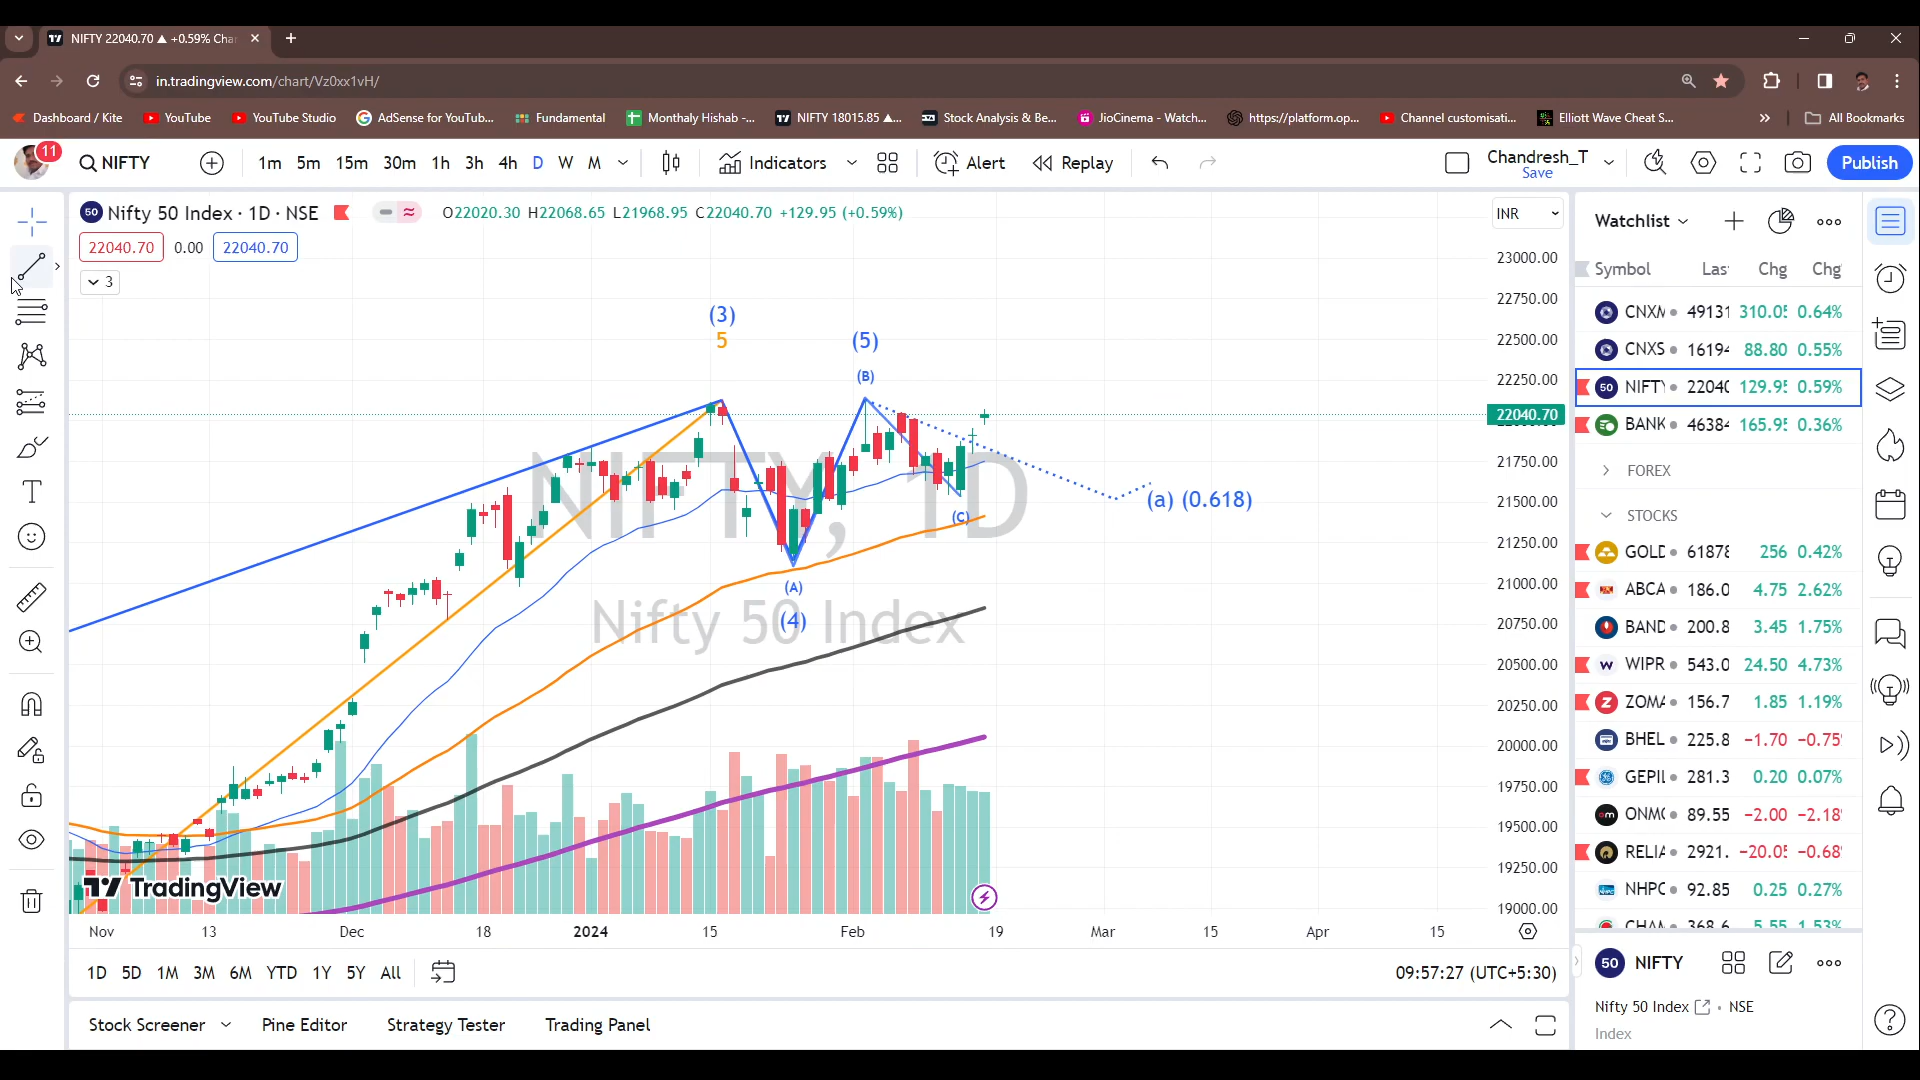 NIFTY 22040.70 ▲ +0.59% Cha
in.tradingview.com/chart/Vz0xx1vH/
Dashboard / Kite YouTube YouTube Studio AdSense for YouTub... Fundamental Monthaly Hishab -... NIFTY 18015.85 ▲... Stock Analysis & Be... JioCinema - Watch... https://platform.op... Channel customisati... Elliott Wave Cheat S... » All Bookmarks
11 NIFTY 1m 5m 15m 30m 1h 3h 4h D W M Indicators Alert Replay Chandresh_T Save Publish
50 Nifty 50 Index · 1D · NSE O22020.30 H22068.65 L21968.95 C22040.70 +129.95 (+0.59%)
INR
22040.70 0.00 22040.70
3
(3)
5
(5)
(B)
(a) (0.618)
(C)
(A)
(4)
NIFTY, 1D
Nifty 50 Index
TradingView
23000.00
22750.00
22500.00
22250.00
22040.70
21750.00
21500.00
21250.00
21000.00
20750.00
20500.00
20250.00
20000.00
19750.00
19500.00
19250.00
19000.00
Nov 13 Dec 18 2024 15 Feb 19 Mar 15 Apr 15
1D 5D 1M 3M 6M YTD 1Y 5Y All
09:57:27 (UTC+5:30)
Stock Screener Pine Editor Strategy Tester Trading Panel
Watchlist
Symbol Las Chg Chg
CNXM 49131 310.05 0.64%
CNXS 16194 88.80 0.55%
50 NIFTY 22040 129.95 0.59%
BANK 46384 165.95 0.36%
FOREX
STOCKS
GOLD 61878 256 0.42%
ABCA 186.0 4.75 2.62%
BAND 200.8 3.45 1.75%
WIPR 543.0 24.50 4.73%
ZOMA 156.7 1.85 1.19%
BHEL 225.8 −1.70 −0.75
GEPIL 281.3 0.20 0.07%
ONMO 89.55 −2.00 −2.18
RELIA 2921. −20.05 −0.68
NHPC 92.85 0.25 0.27%
CHAM 368.6 5.55 1.53%
50 NIFTY
Nifty 50 Index · NSE
Index